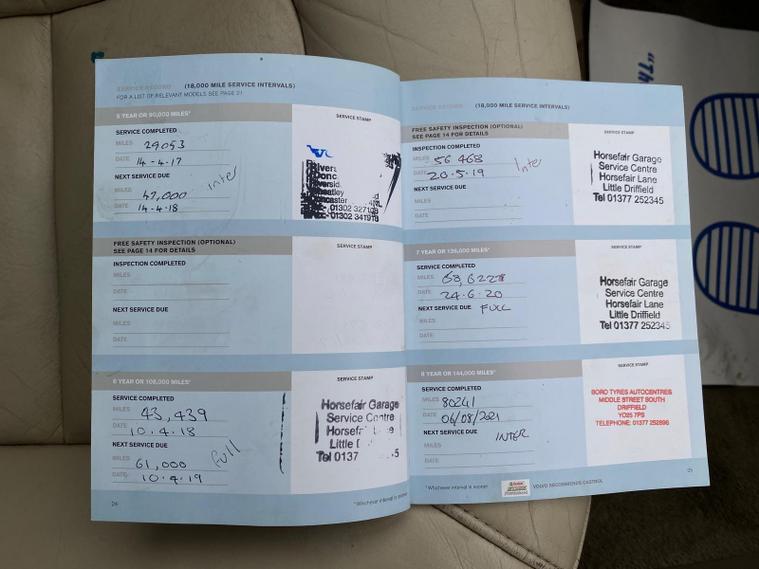 SERVICE RECORD (18,000 MILE SERVICE INTERVALS)
FOR A LIST OF RELEVANT MODELS SEE PAGE 21
5 YEAR OR 90,000 MILES*
SERVICE STAMP
SERVICE COMPLETED
MILES 29053
DATE 14-4-17
NEXT SERVICE DUE
inter
MILES 47,000
DATE 14-4-18
01302 341918
FREE SAFETY INSPECTION (OPTIONAL)
SEE PAGE 14 FOR DETAILS
SERVICE STAMP
INSPECTION COMPLETED
MILES
DATE
NEXT SERVICE DUE
MILES
DATE
6 YEAR OR 108,000 MILES*
SERVICE STAMP
SERVICE COMPLETED
MILES 43,439
DATE 10.4.18
NEXT SERVICE DUE
Full
MILES 61,000
DATE 10.4.19
Horsefair Garage
Service Centre
Little
Tel 0137
24
*Whichever interval is sooner
SERVICE RECORD (18,000 MILE SERVICE INTERVALS)
FREE SAFETY INSPECTION (OPTIONAL)
SEE PAGE 14 FOR DETAILS
SERVICE STAMP
INSPECTION COMPLETED
MILES 56 468
Inter
DATE 20.5.19
NEXT SERVICE DUE
MILES
DATE
Horsefair Garage
Service Centre
Horsefair Lane
Little Driffield
Tel 01377 252345
7 YEAR OR 126,000 MILES*
SERVICE STAMP
SERVICE COMPLETED
MILES
DATE 24.6.20
NEXT SERVICE DUE FULL
MILES
DATE
Horsefair Garage
Service Centre
Horsefair Lane
Little Driffield
Tel 01377 252345
8 YEAR OR 144,000 MILES*
SERVICE STAMP
SERVICE COMPLETED
MILES 80241
DATE 06/08/2021
NEXT SERVICE DUE INTER
MILES
DATE
BORO TYRES AUTOCENTRES
MIDDLE STREET SOUTH
DRIFFIELD
YO25 7PS
TELEPHONE: 01377 252896
*Whichever interval is sooner
VOLVO RECOMMENDS CASTROL
25